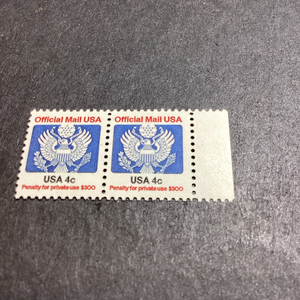 Official Mail USA Official Mail USA
USA 4c USA 4c
Penalty for private use $300 Penalty for private use $300